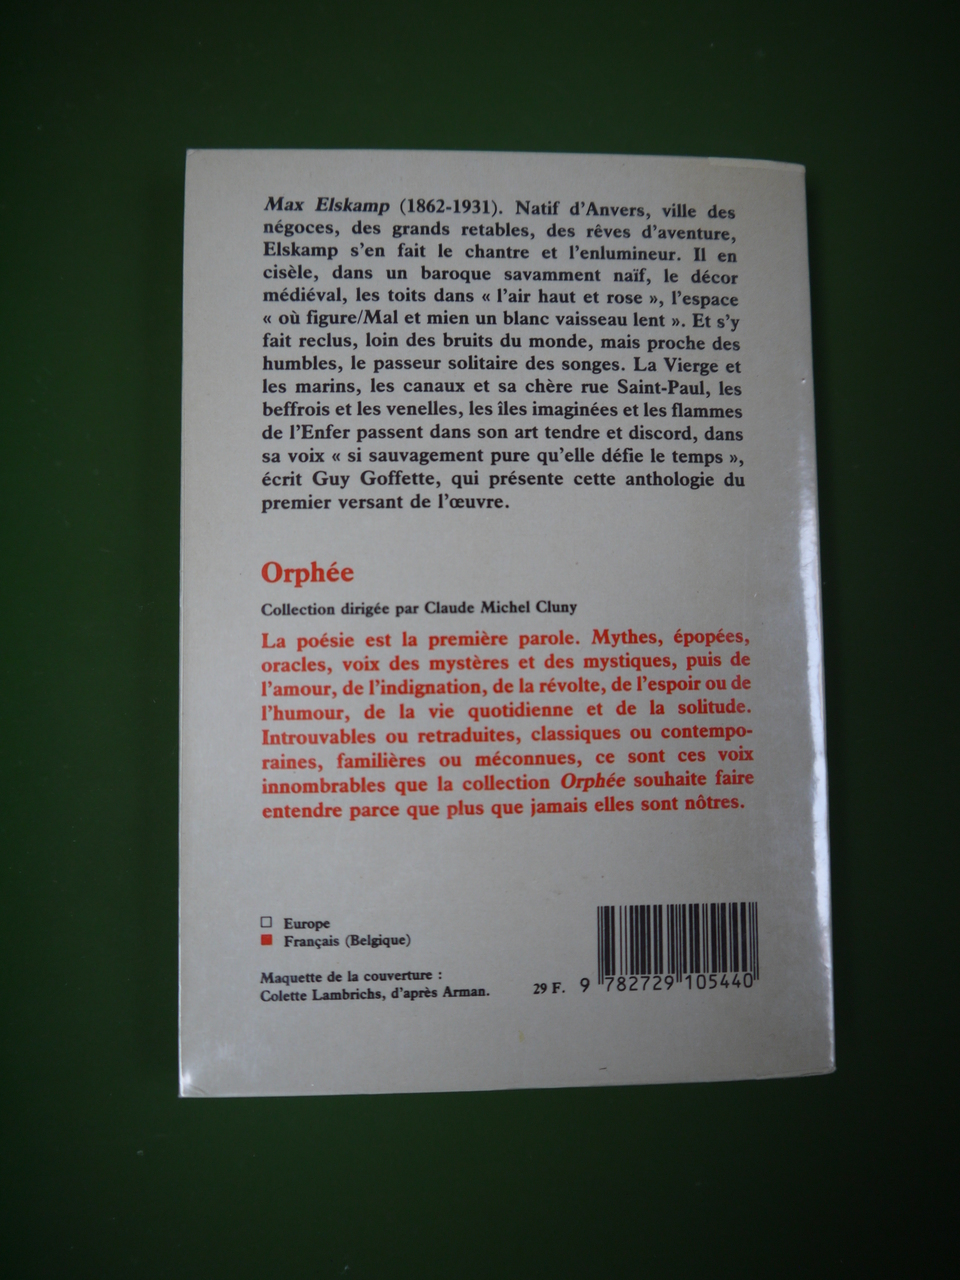 Max Elskamp (1862-1931). Natif d'Anvers, ville des
négoces, des grands retables, des rêves d'aventure,
Elskamp s'en fait le chantre et l'enlumineur. Il en
cisèle, dans un baroque savamment naïf, le décor
médiéval, les toits dans « l'air haut et rose », l'espace
« où figure/Mal et mien un blanc vaisseau lent ». Et s'y
fait reclus, loin des bruits du monde, mais proche des
humbles, le passeur solitaire des songes. La Vierge et
les marins, les canaux et sa chère rue Saint-Paul, les
beffrois et les venelles, les îles imaginées et les flammes
de l'Enfer passent dans son art tendre et discord, dans
sa voix « si sauvagement pure qu'elle défie le temps »,
écrit Guy Goffette, qui présente cette anthologie du
premier versant de l'œuvre.
Orphée
Collection dirigée par Claude Michel Cluny
La poésie est la première parole. Mythes, épopées,
oracles, voix des mystères et des mystiques, puis de
l'amour, de l'indignation, de la révolte, de l'espoir ou de
l'humour, de la vie quotidienne et de la solitude.
Introuvables ou retraduites, classiques ou contempo-
raines, familières ou méconnues, ce sont ces voix
innombrables que la collection Orphée souhaite faire
entendre parce que plus que jamais elles sont nôtres.
Europe
Français (Belgique)
Maquette de la couverture :
Colette Lambrichs, d'après Arman.
29 F. 9 782729 105440